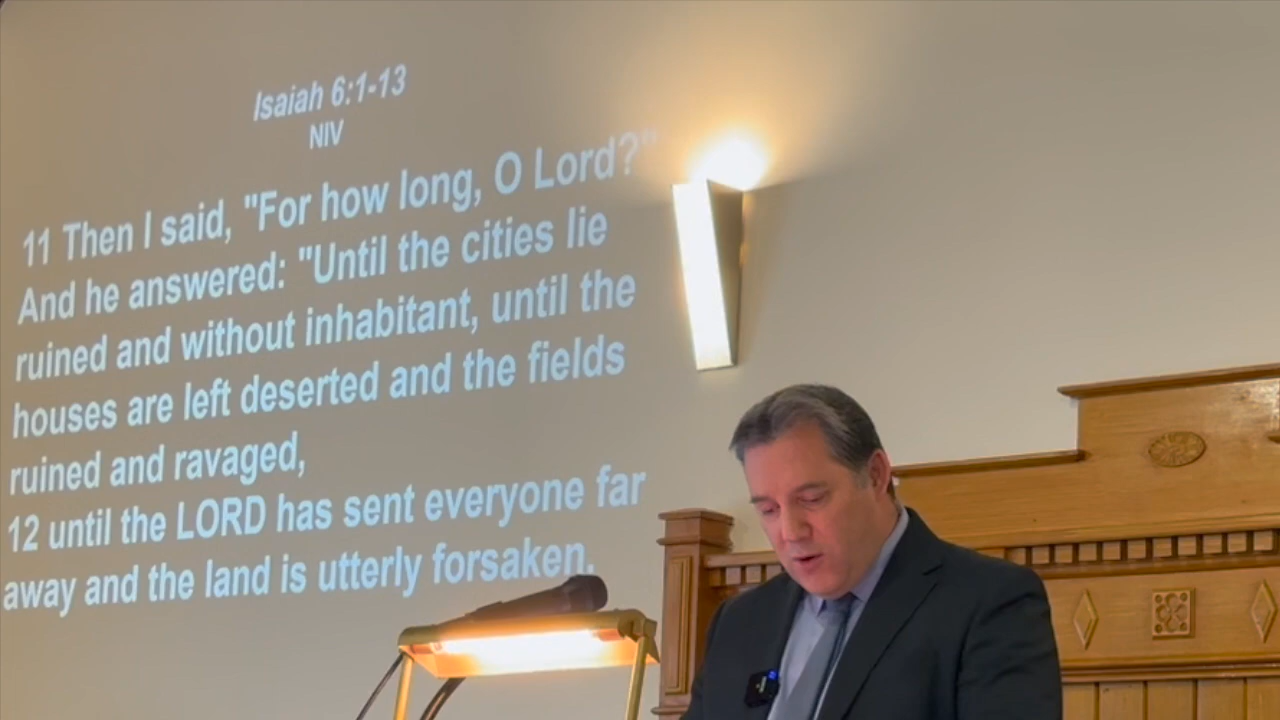 Isaiah 6:1-13
NIV
11 Then I said, "For how long, O Lord?"
And he answered: "Until the cities lie
ruined and without inhabitant, until the
houses are left deserted and the fields
ruined and ravaged,
12 until the LORD has sent everyone far
away and the land is utterly forsaken.